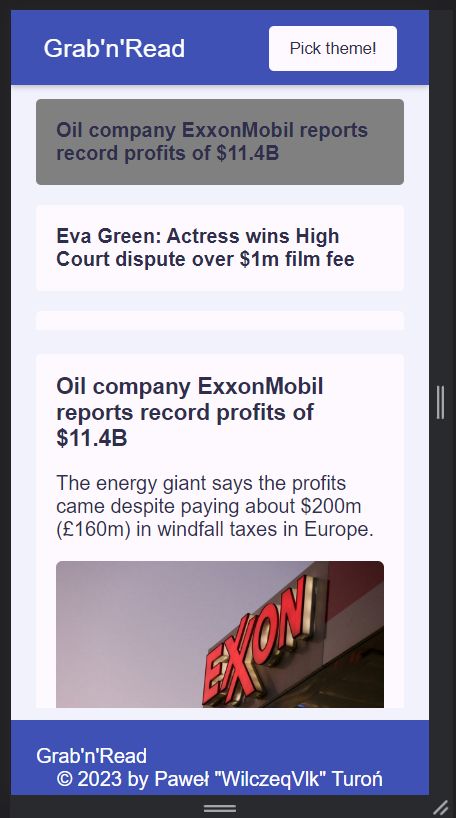 Grab'n'Read
Pick theme!
Oil company ExxonMobil reports
record profits of $11.4B
Eva Green: Actress wins High
Court dispute over $1m film fee
Oil company ExxonMobil
reports record profits of
$11.4B
The energy giant says the profits
came despite paying about $200m
(£160m) in windfall taxes in Europe.
EXXON
Grab'n'Read
© 2023 by Paweł "WilczeqVlk" Turoń